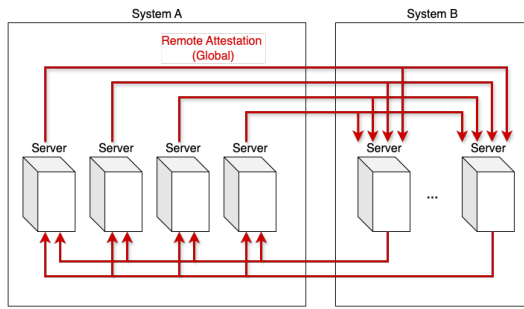 System A
System B
Remote Attestation
(Global)
Server
Server
Server
Server
Server
Server
...